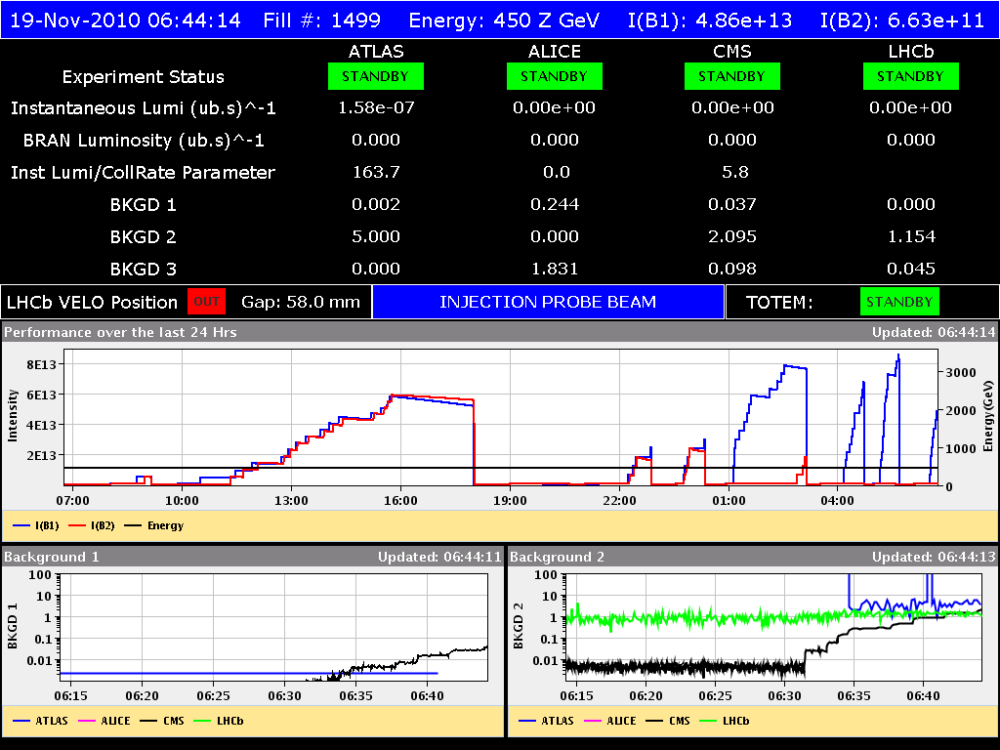 19-Nov-2010 06:44:14 Fill #: 1499 Energy: 450 Z GeV I(B1): 4.86e+13 I(B2): 6.63e+11
ATLAS ALICE CMS LHCb
Experiment Status STANDBY STANDBY STANDBY STANDBY
Instantaneous Lumi (ub.s)^-1 1.58e-07 0.00e+00 0.00e+00 0.00e+00
BRAN Luminosity (ub.s)^-1 0.000 0.000 0.000 0.000
Inst Lumi/CollRate Parameter 163.7 0.0 5.8
BKGD 1 0.002 0.244 0.037 0.000
BKGD 2 5.000 0.000 2.095 1.154
BKGD 3 0.000 1.831 0.098 0.045
LHCb VELO Position OUT Gap: 58.0 mm INJECTION PROBE BEAM TOTEM: STANDBY
Performance over the last 24 Hrs Updated: 06:44:14
Intensity
8E13
6E13
4E13
2E13
3000
2000
1000
0
Energy(GeV)
07:00 10:00 13:00 16:00 19:00 22:00 01:00 04:00
I(B1) I(B2) Energy
Background 1 Updated: 06:44:11
BKGD 1
100
10
1
0.1
0.01
06:15 06:20 06:25 06:30 06:35 06:40
ATLAS ALICE CMS LHCb
Background 2 Updated: 06:44:13
BKGD 2
100
10
1
0.1
0.01
06:15 06:20 06:25 06:30 06:35 06:40
ATLAS ALICE CMS LHCb